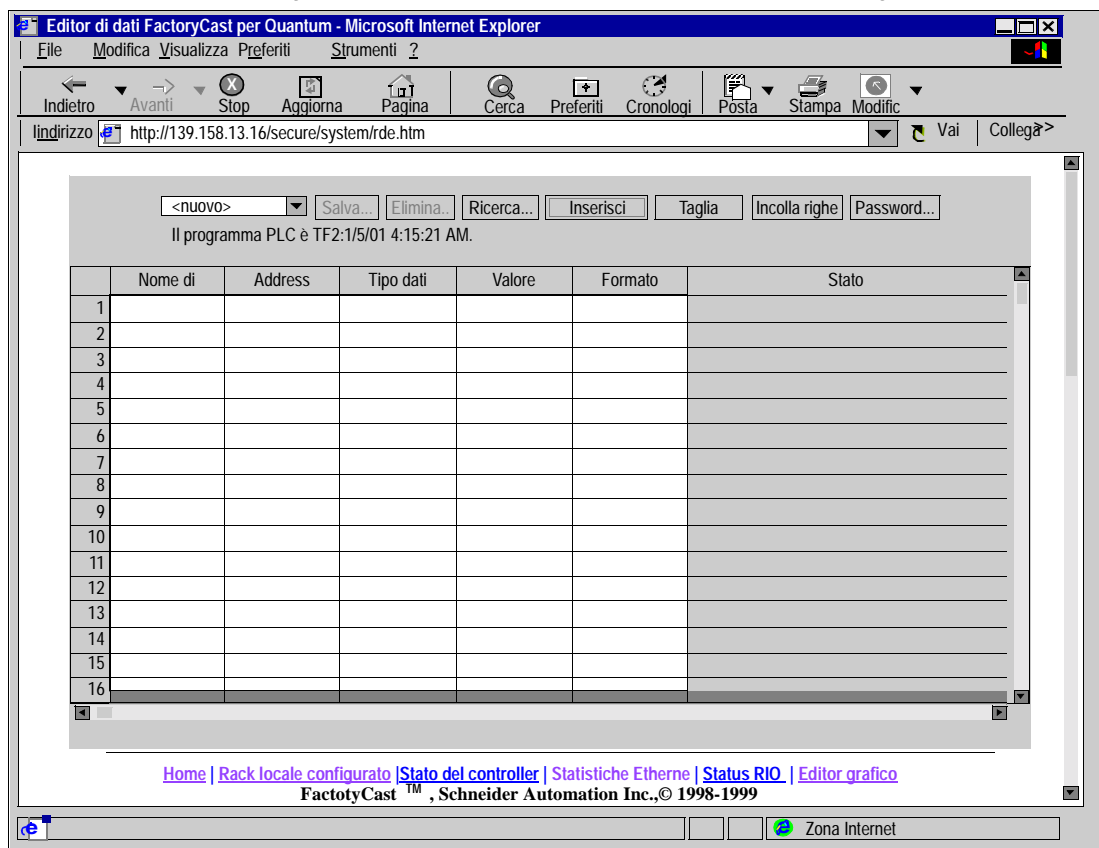 Editor di dati FactoryCast per Quantum - Microsoft Internet Explorer
File Modifica Visualizza Preferiti Strumenti ?
Indietro Avanti Stop Aggiorna Pagina Cerca Preferiti Cronologi Posta Stampa Modific
Iindirizzo http://139.158.13.16/secure/system/rde.htm Vai Collega>>
<nuovo> Salva... Elimina.. Ricerca... Inserisci Taglia Incolla righe Password...
Il programma PLC è TF2:1/5/01 4:15:21 AM.
Nome di Address Tipo dati Valore Formato Stato
1
2
3
4
5
6
7
8
9
10
11
12
13
14
15
16
Home | Rack locale configurato |Stato del controller | Statistiche Etherne | Status RIO | Editor grafico
FactotyCast TM , Schneider Automation Inc.,© 1998-1999
Zona Internet